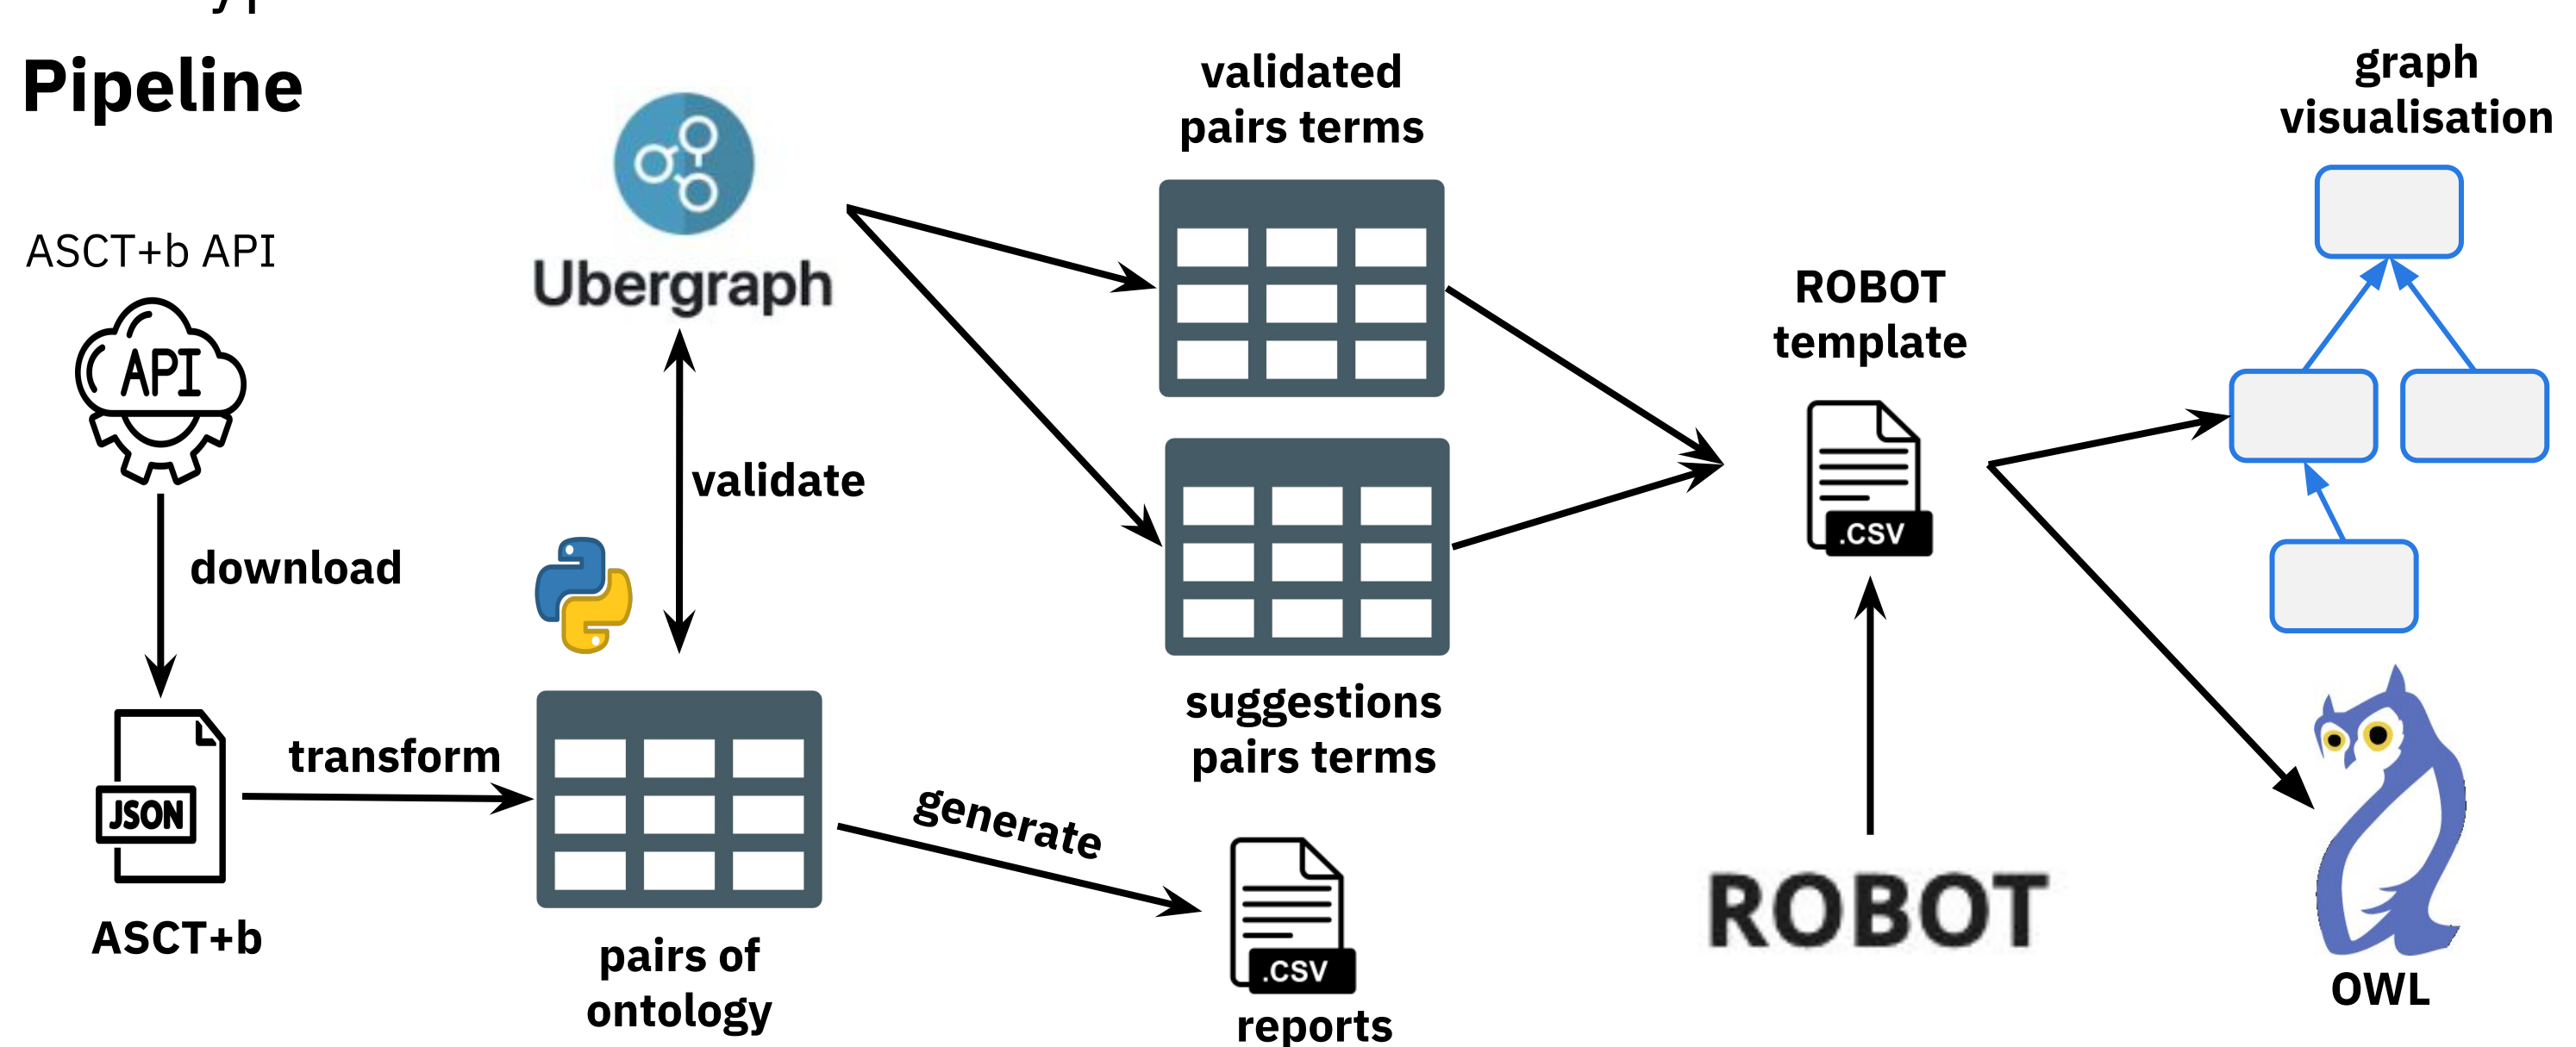 Pipeline
ASCT+b API
API
download
JSON
ASCT+b
transform
Ubergraph
validate
pairs of
ontology
generate
validated
pairs terms
suggestions
pairs terms
.CSV
reports
ROBOT
template
.CSV
ROBOT
graph
visualisation
OWL